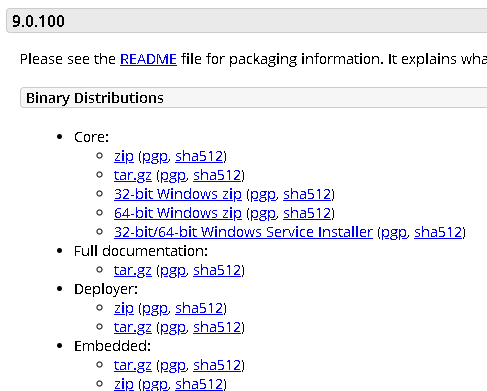 9.0.100
Please see the README file for packaging information. It explains
Binary Distributions
• Core:
◦ zip (pgp, sha512)
◦ tar.gz (pgp, sha512)
◦ 32-bit Windows zip (pgp, sha512)
◦ 64-bit Windows zip (pgp, sha512)
◦ 32-bit/64-bit Windows Service Installer (pgp, sha512)
• Full documentation:
◦ tar.gz (pgp, sha512)
• Deployer:
◦ zip (pgp, sha512)
◦ tar.gz (pgp, sha512)
• Embedded:
◦ tar.gz (pgp, sha512)
◦ zip (pgp, sha512)